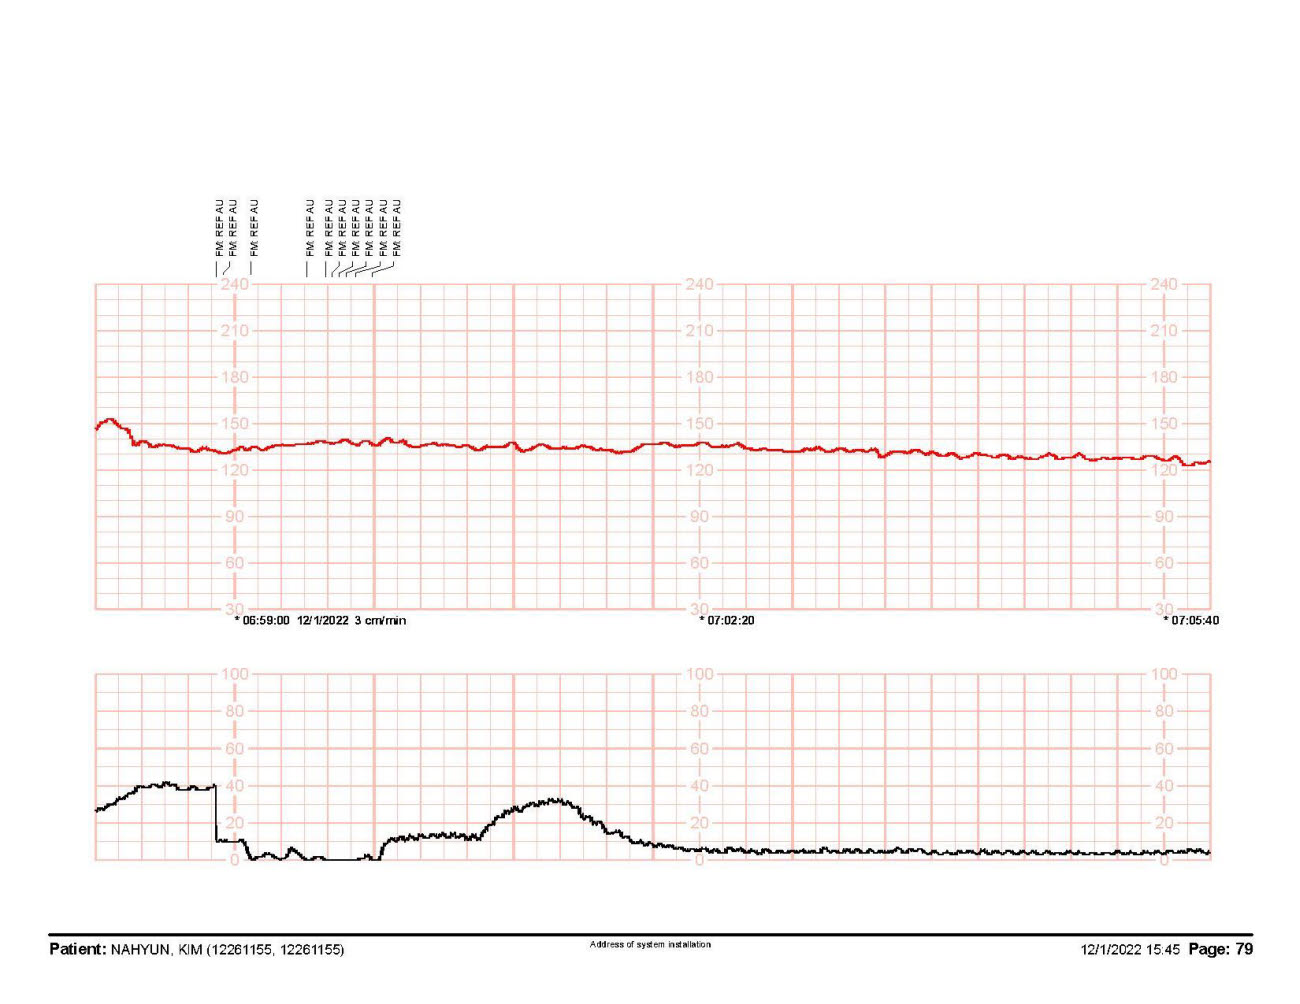 FM: REF AU
FM: REF AU
FM: REF AU
FM: REF AU
FM: REF AU
FM: REF AU
FM: REF AU
FM: REF AU
FM: REF AU
FM: REF AU
240 240 240
210 210 210
180 180 180
150 150 150
120 120 120
90 90 90
60 60 60
30 30 30
* 06:59:00 12/1/2022 3 cm/min * 07:02:20 * 07:05:40
100 100 100
80 80 80
60 60 60
40 40 40
20 20 20
0 0 0
Patient: NAHYUN, KIM (12261155, 12261155) Address of system installation 12/1/2022 15:45 Page: 79